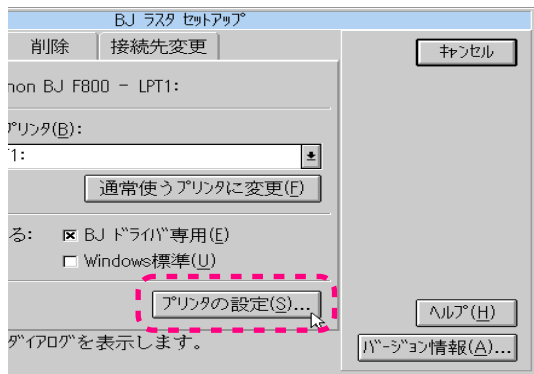 BJ ラスタ セットアップ
削除 接続先変更
キャンセル
non BJ F800 - LPT1:
プリンタ(B):
1:
通常使うプリンタに変更(F)
る: BJ ドライバ専用(E)
Windows標準(U)
プリンタの設定(S)...
ヘルプ(H)
ダイアログを表示します。
バージョン情報(A)...